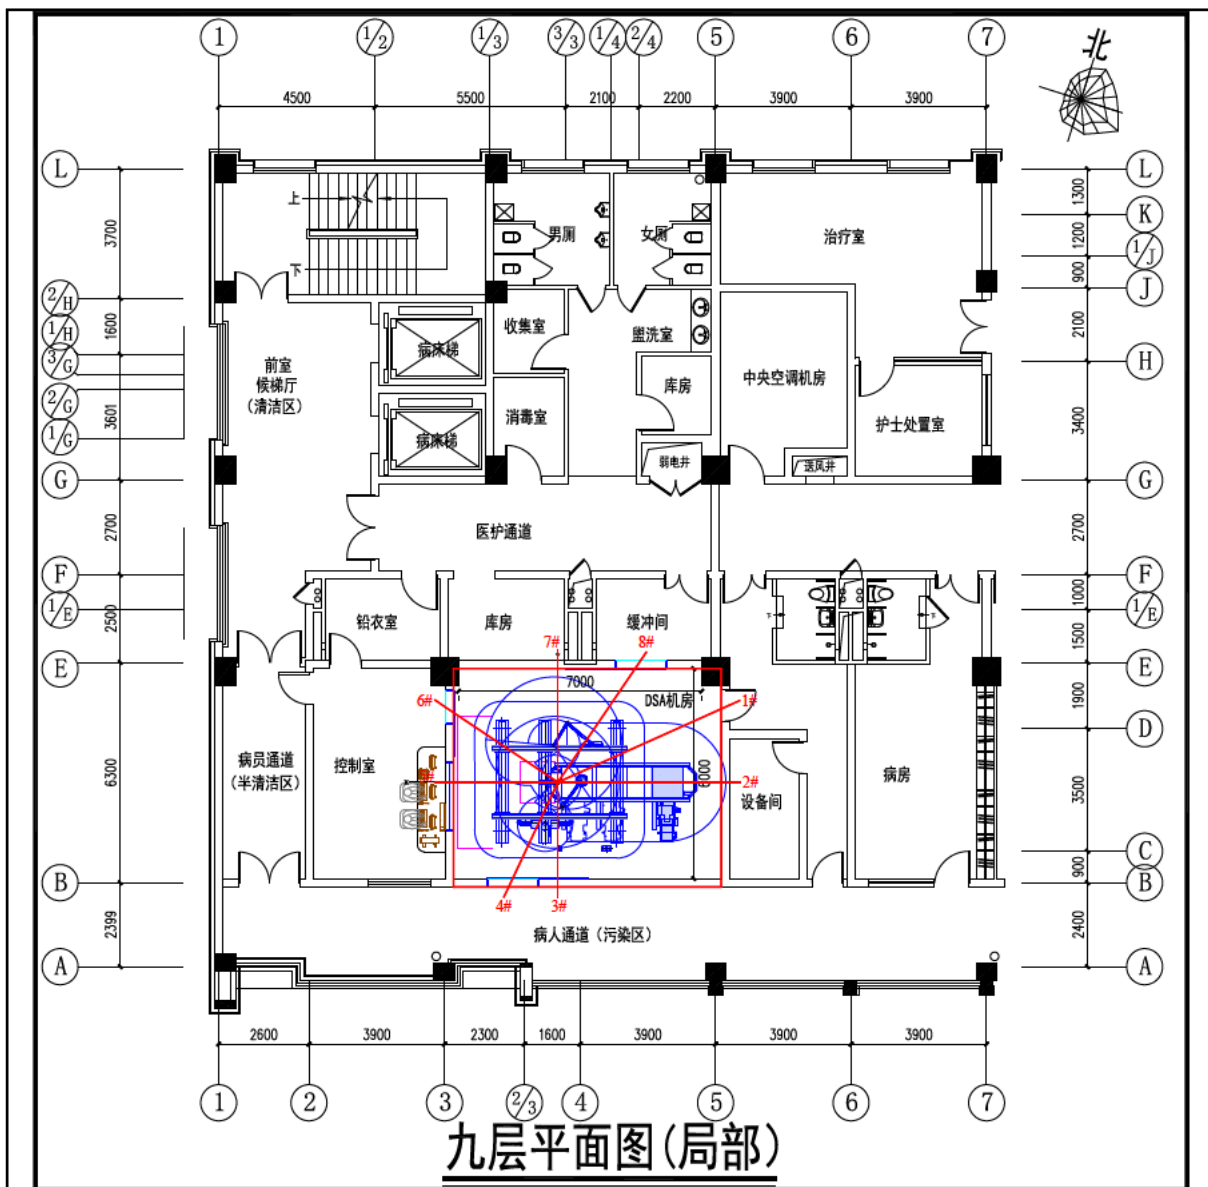 1
1/2
1/3
3/3
1/4
2/4
5
6
7
北
4500
5500
2100
2200
3900
3900
L
L
1300
K
上
男厕
女厕
治疗室
3700
1200
1/J
下
900
J
2/H
收集室
盥洗室
2100
1/H
1600
病床梯
3/G
前室
候梯厅
(清洁区)
库房
中央空调机房
H
2/G
3601
消毒室
护士处置室
3400
1/G
病床梯
弱电井
送风井
G
G
2700
医护通道
2700
F
F
1000
1/E
2500
铅衣室
库房
缓冲间
下
下
1/E
1500
7#
8#
E
E
7000
DSA机房
6#
1#
1900
D
病员通道
(半清洁区)
控制室
6300
2#
6000
设备间
病房
3500
C
4#
3#
900
B
B
2399
病人通道(污染区)
2400
A
A
2600
3900
2300
1600
3900
3900
3900
1
2
3
2/3
4
5
6
7
九层平面图(局部)